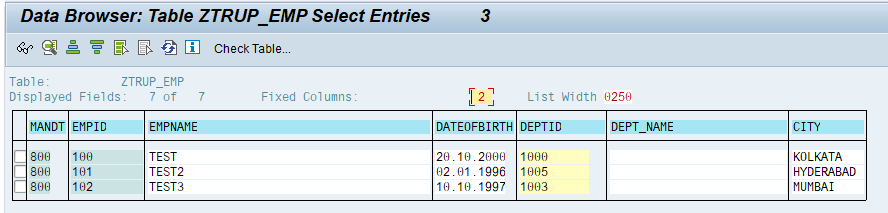 Data Browser: Table ZTRUP_EMP Select Entries 3
Check Table...
Table: ZTRUP_EMP
Displayed Fields: 7 of 7 Fixed Columns: 2 List Width 0250
MANDT EMPID EMPNAME DATEOFBIRTH DEPTID DEPT_NAME CITY
800 100 TEST 20.10.2000 1000 KOLKATA
800 101 TEST2 02.01.1996 1005 HYDERABAD
800 102 TEST3 10.10.1997 1003 MUMBAI